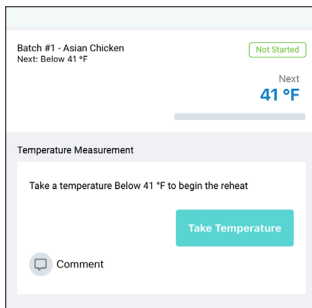 Batch #1 - Asian Chicken
Not Started
Next: Below 41 °F
Next
41 °F
Temperature Measurement
Take a temperature Below 41 °F to begin the reheat
Take Temperature
Comment